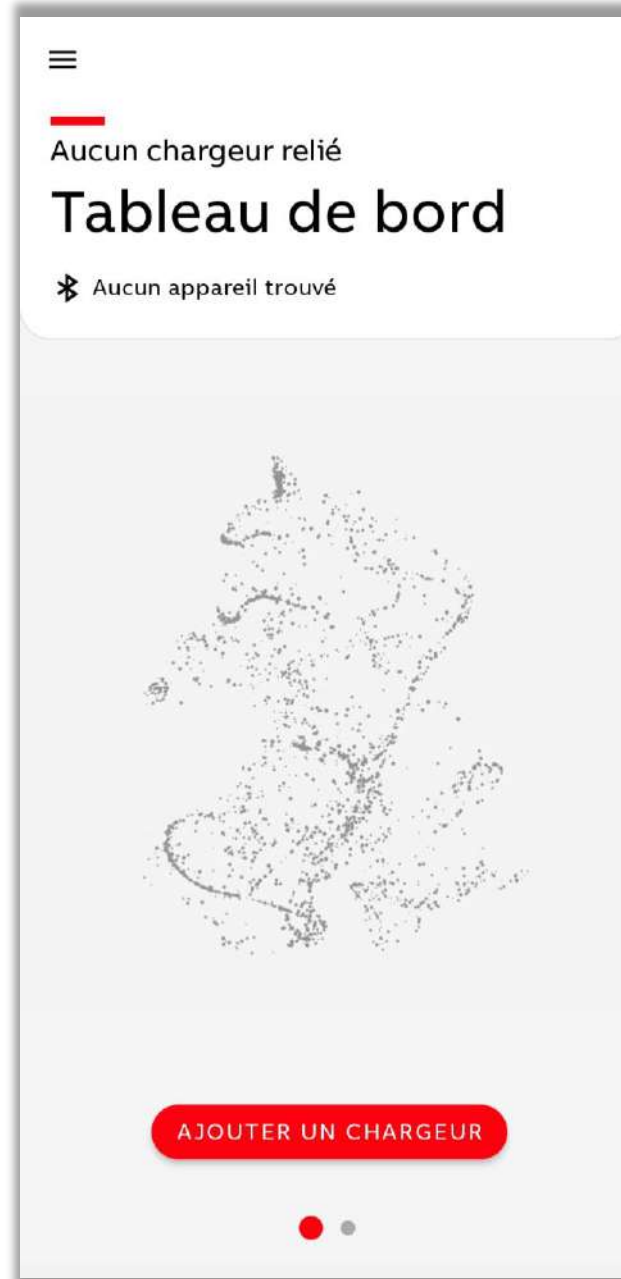 Aucun chargeur relié
Tableau de bord
Aucun appareil trouvé
AJOUTER UN CHARGEUR